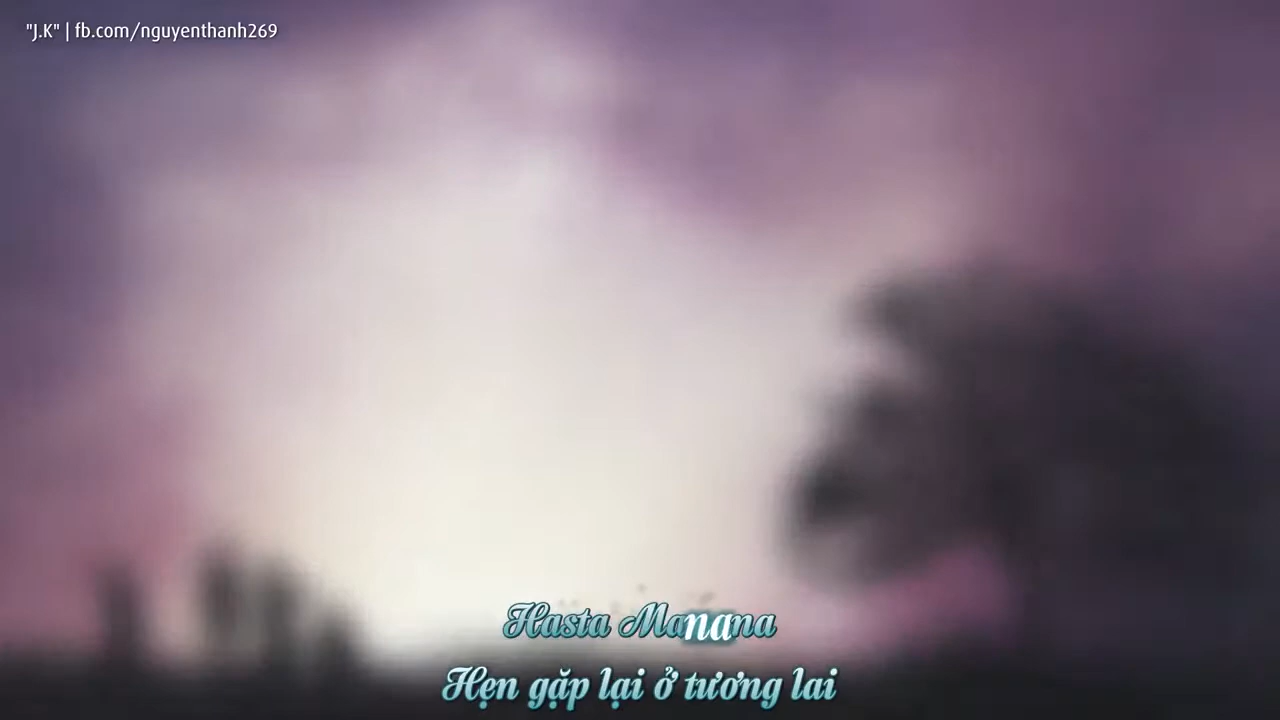 "J.K" | fb.com/nguyenthanh269
Hasta Manana
Hẹn gặp lại ở tương lai